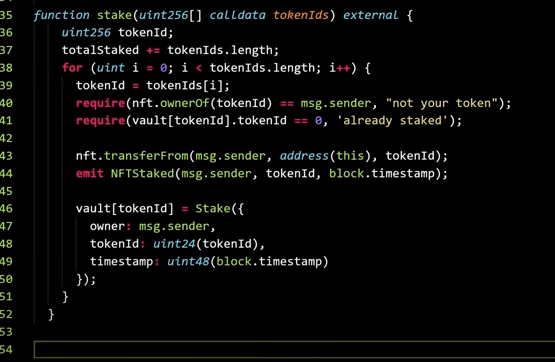 35 function stake(uint256[] calldata tokenIds) external {
36 uint256 tokenId;
37 totalStaked += tokenIds.length;
38 for (uint i = 0; i < tokenIds.length; i++) {
39 tokenId = tokenIds[i];
40 require(nft.ownerOf(tokenId) == msg.sender, "not your token");
41 require(vault[tokenId].tokenId == 0, 'already staked');
42
43 nft.transferFrom(msg.sender, address(this), tokenId);
44 emit NFTStaked(msg.sender, tokenId, block.timestamp);
45
46 vault[tokenId] = Stake({
47 owner: msg.sender,
48 tokenId: uint24(tokenId),
49 timestamp: uint48(block.timestamp)
50 });
51 }
52 }
53
54